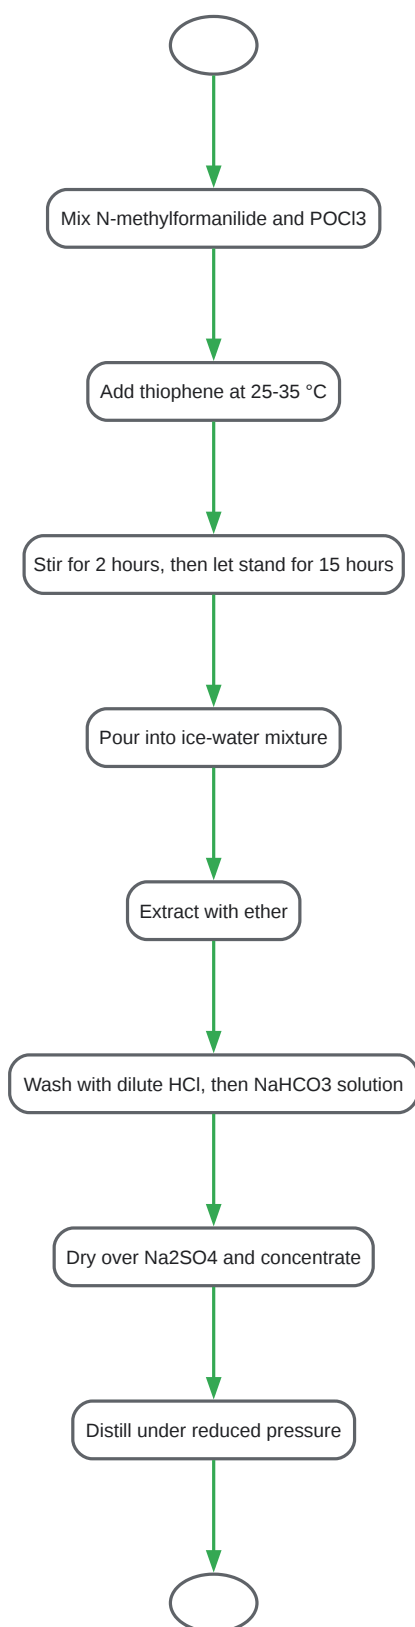 Mix N-methylformanilide and POCl3
Add thiophene at 25-35 °C
Stir for 2 hours, then let stand for 15 hours
Pour into ice-water mixture
Extract with ether
Wash with dilute HCl, then NaHCO3 solution
Dry over Na2SO4 and concentrate
Distill under reduced pressure